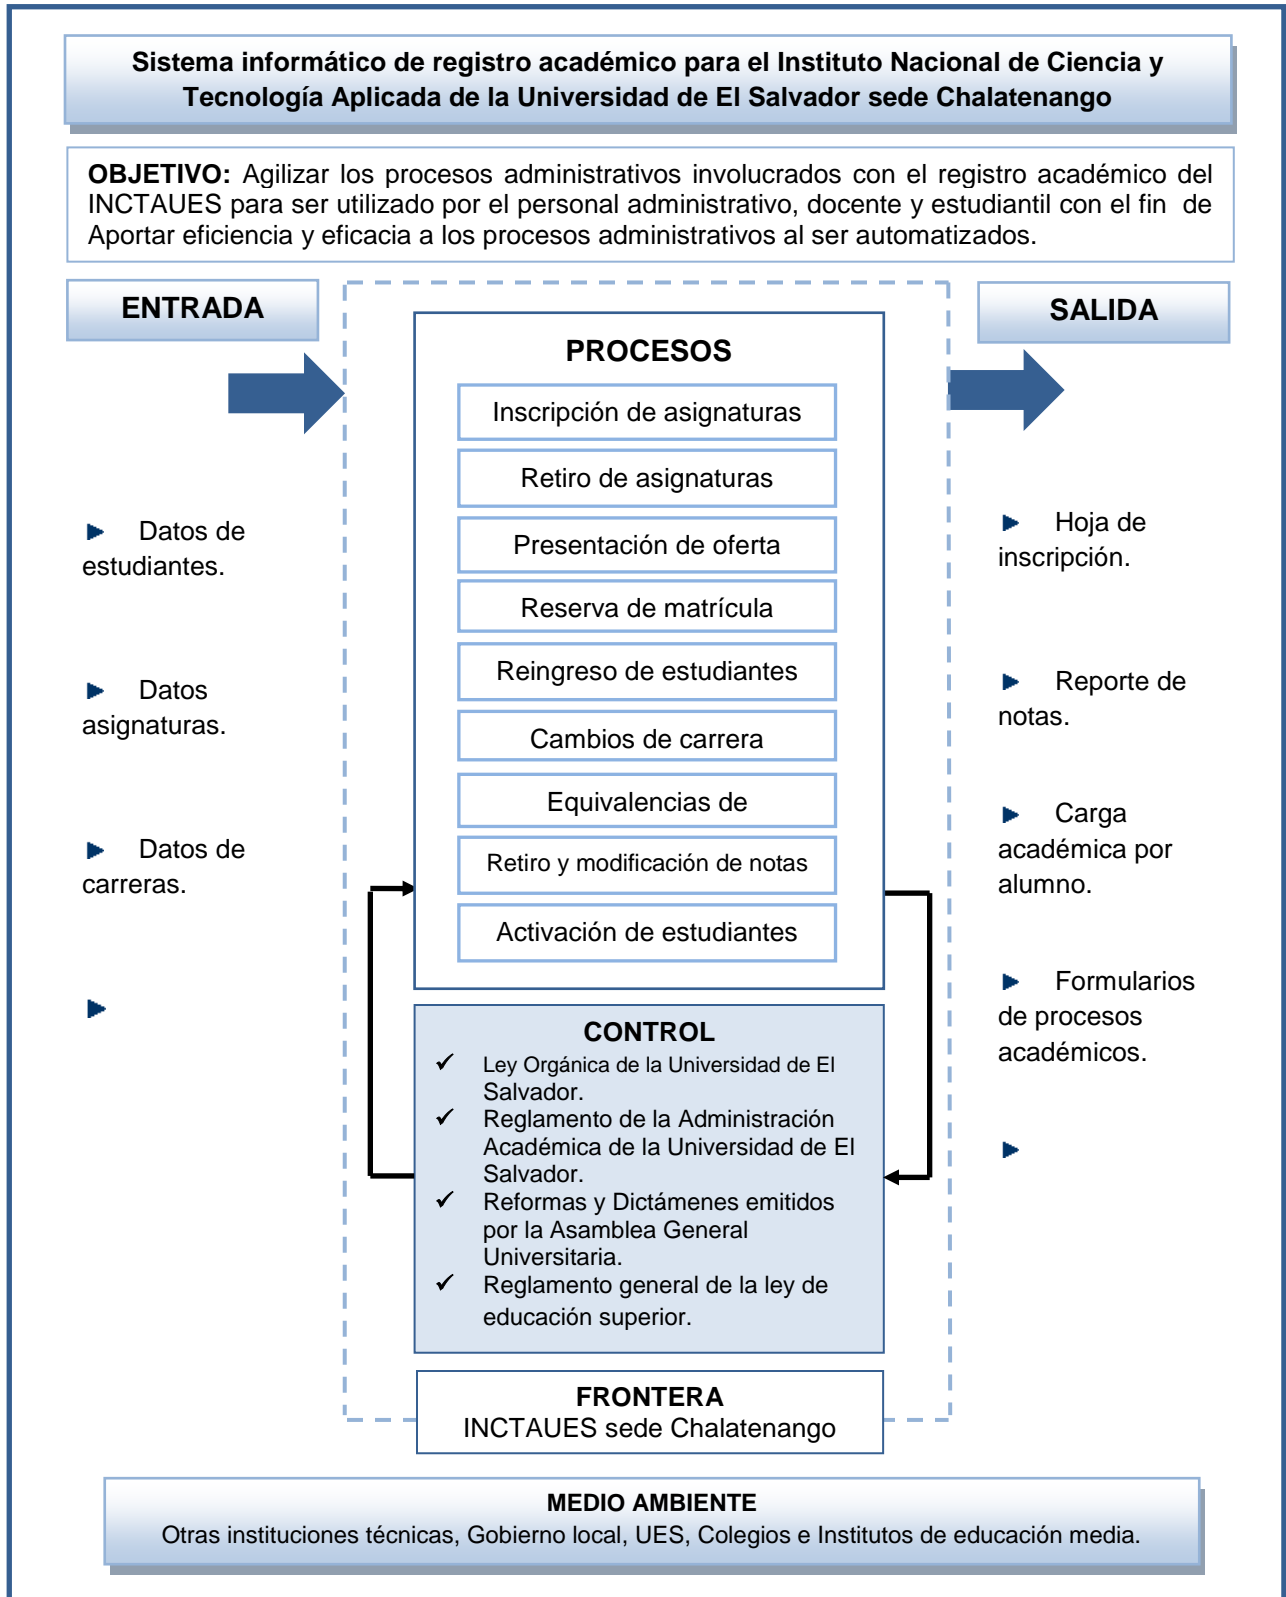 Sistema informático de registro académico para el Instituto Nacional de Ciencia y
Tecnología Aplicada de la Universidad de El Salvador sede Chalatenango
OBJETIVO: Agilizar los procesos administrativos involucrados con el registro académico del
INCTAUES para ser utilizado por el personal administrativo, docente y estudiantil con el fin de
Aportar eficiencia y eficacia a los procesos administrativos al ser automatizados.
ENTRADA
Datos de
estudiantes.
Datos
asignaturas.
Datos de
carreras.
PROCESOS
Inscripción de asignaturas
Retiro de asignaturas
Presentación de oferta
Reserva de matrícula
Reingreso de estudiantes
Cambios de carrera
Equivalencias de
Retiro y modificación de notas
Activación de estudiantes
CONTROL
✓ Ley Orgánica de la Universidad de El
Salvador.
✓ Reglamento de la Administración
Académica de la Universidad de El
Salvador.
✓ Reformas y Dictámenes emitidos
por la Asamblea General
Universitaria.
✓ Reglamento general de la ley de
educación superior.
FRONTERA
INCTAUES sede Chalatenango
SALIDA
Hoja de
inscripción.
Reporte de
notas.
Carga
académica por
alumno.
Formularios
de procesos
académicos.
MEDIO AMBIENTE
Otras instituciones técnicas, Gobierno local, UES, Colegios e Institutos de educación media.